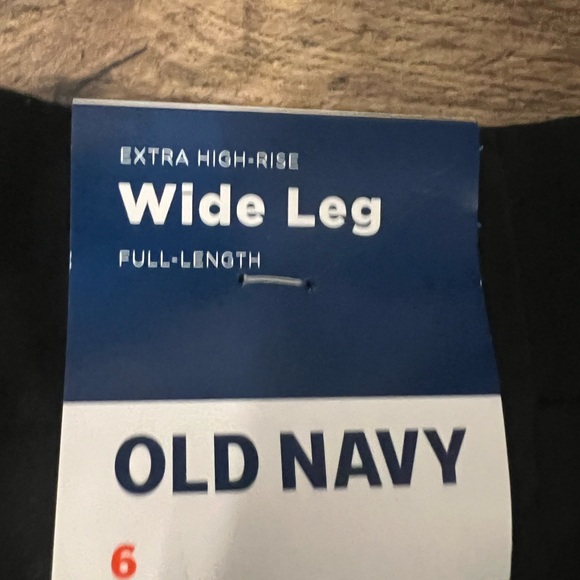 EXTRA HIGH-RISE
Wide Leg
FULL-LENGTH
OLD NAVY
6